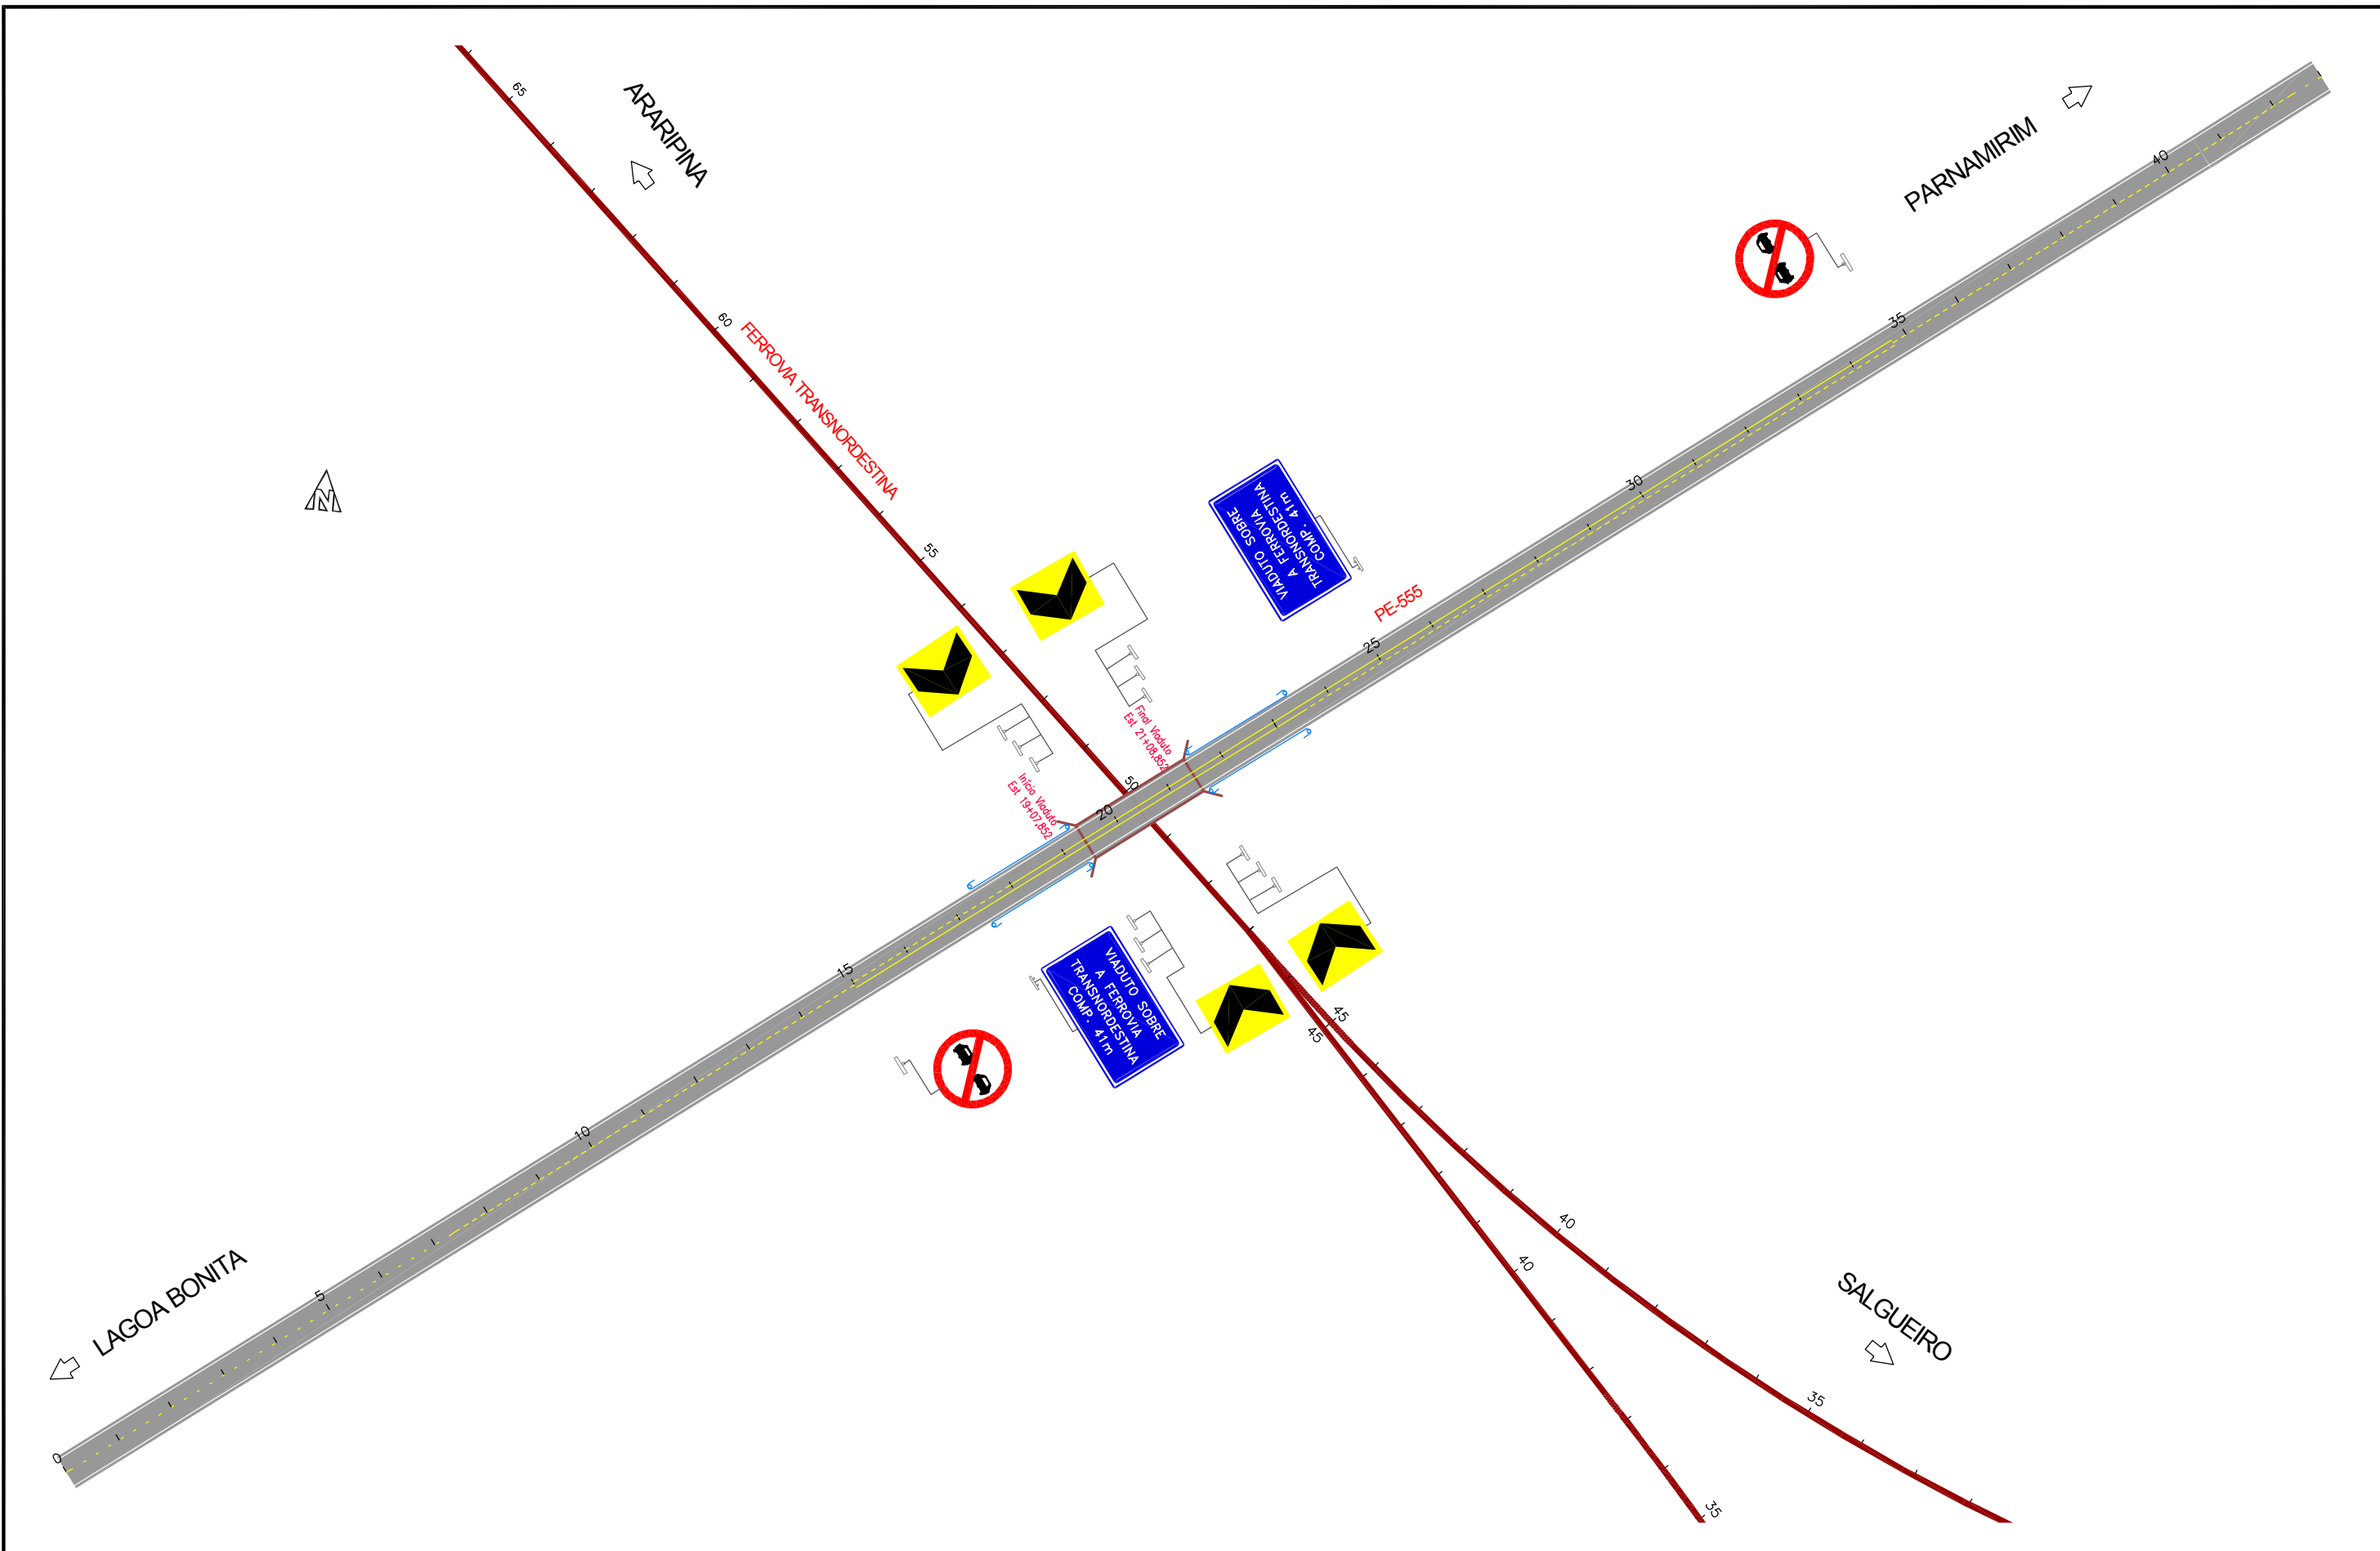 65
ARARIPINA
PARNAMIRIM
40
60
FERROVIA TRANSNORDESTINA
35
N
30
VIADUTO SOBRE
A FERROVIA
TRANSNORDESTINA
COMP. 41m
55
PE-555
25
Final Viaduto
Est 21+08,852
50
20
Início Viaduto
Est 19+07,852
15
VIADUTO SOBRE
A FERROVIA
TRANSNORDESTINA
COMP. 41m
45
45
10
40
40
LAGOA BONITA
5
SALGUEIRO
35
0
35